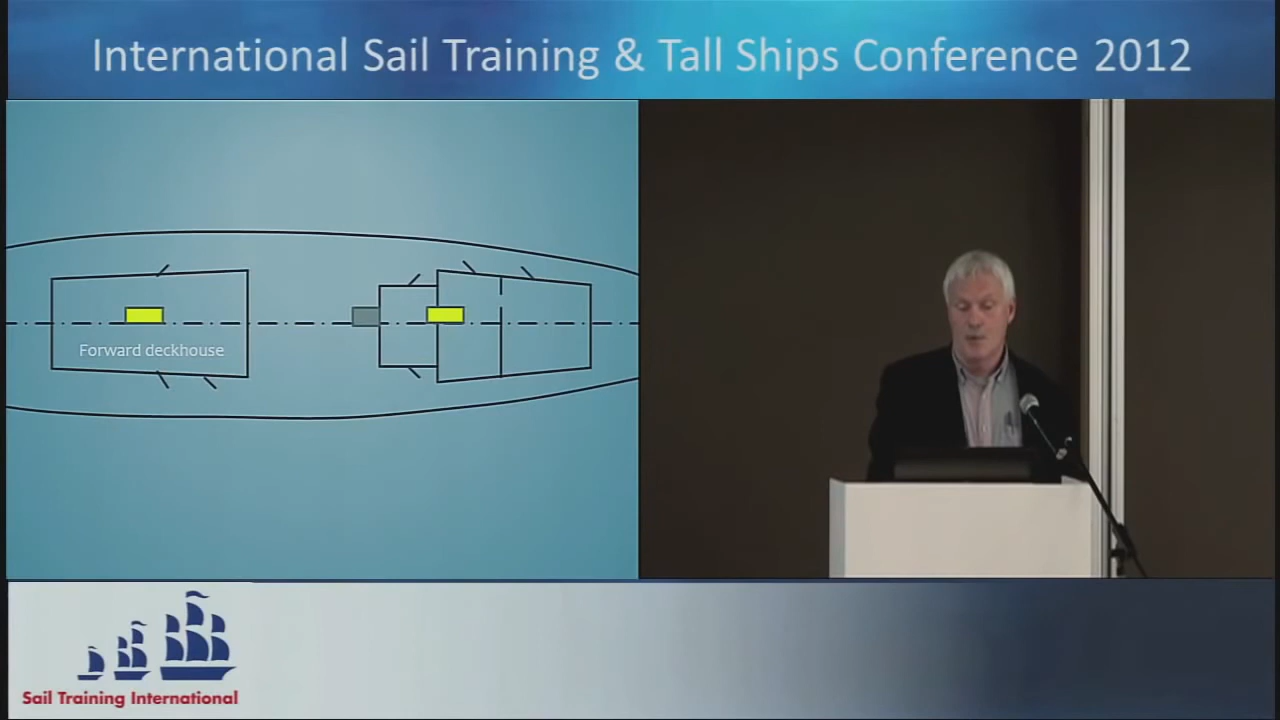 International Sail Training & Tall Ships Conference 2012
Forward deckhouse
Sail Training International